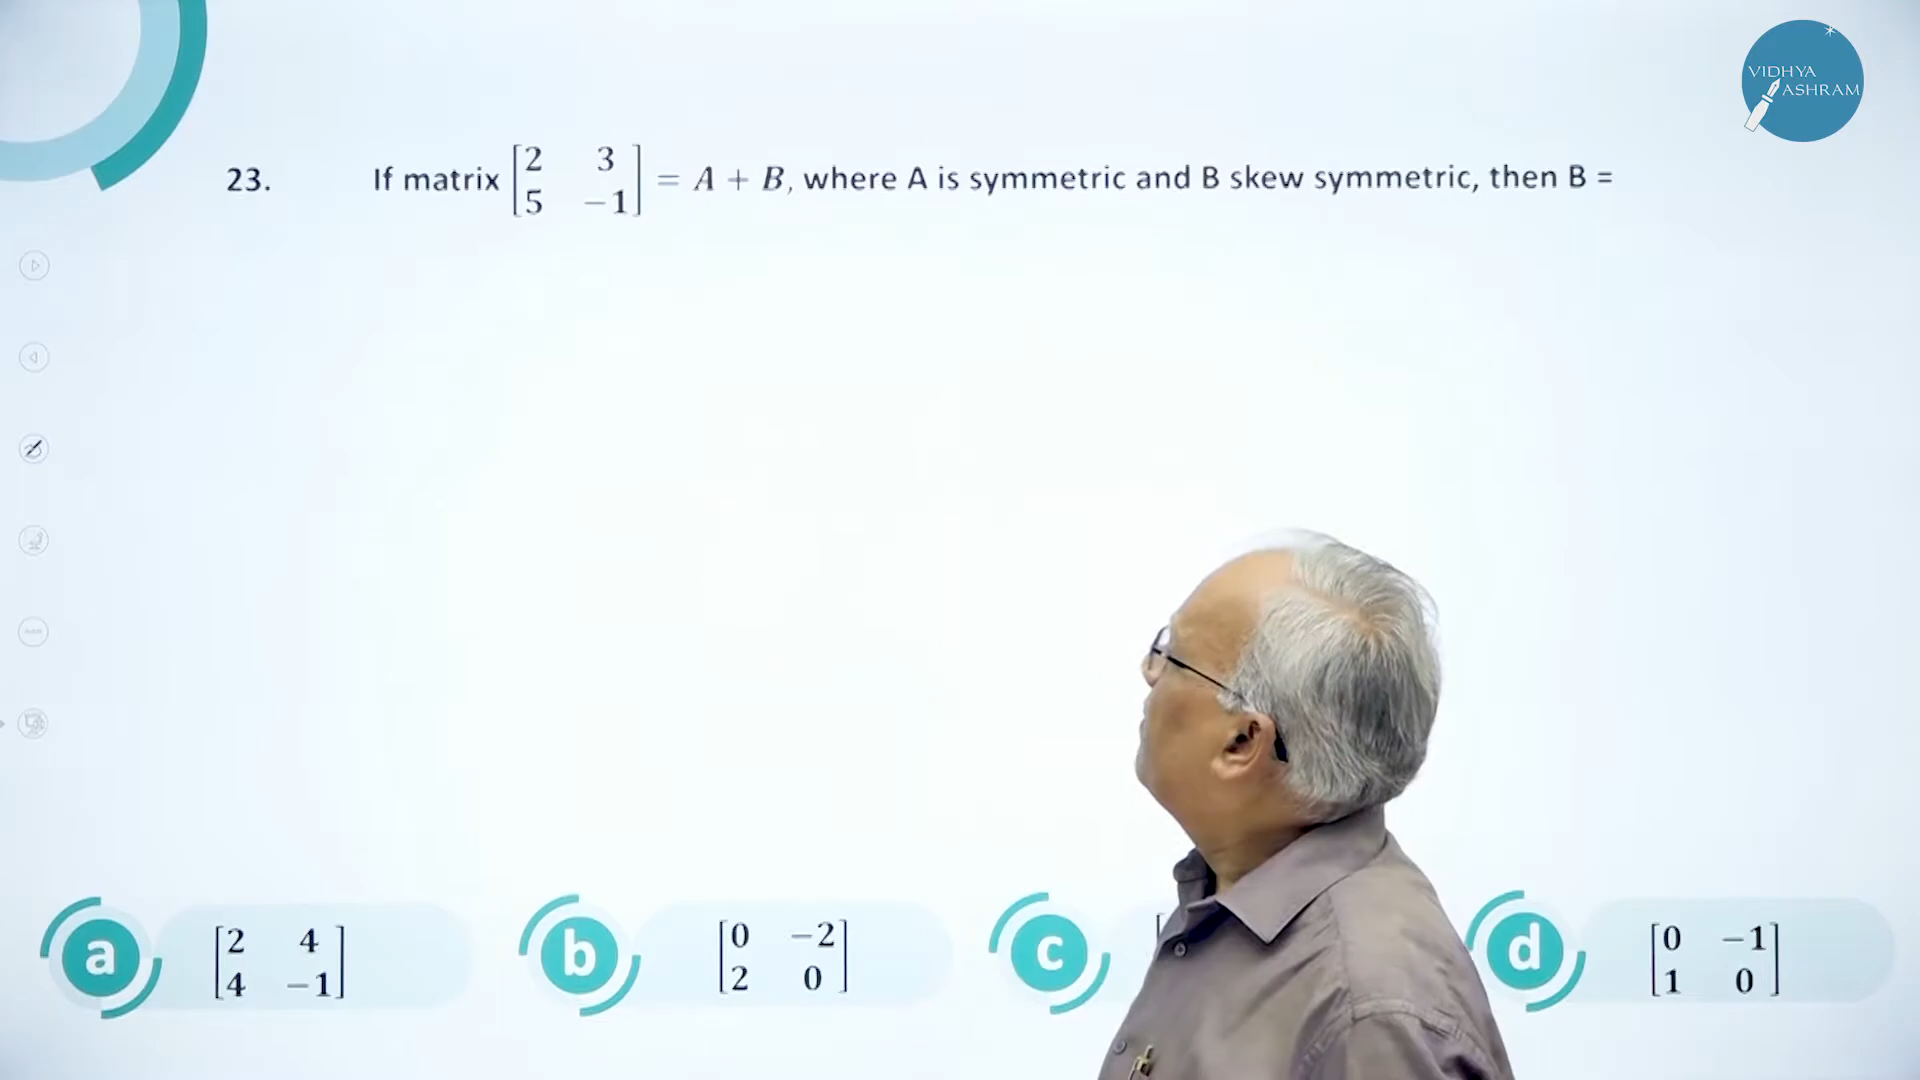 VIDHYA
ASHRAM
23. If matrix [2 3; 5 −1] = A + B, where A is symmetric and B skew symmetric, then B =
a [2 4; 4 −1] b [0 −2; 2 0] c d [0 −1; 1 0]